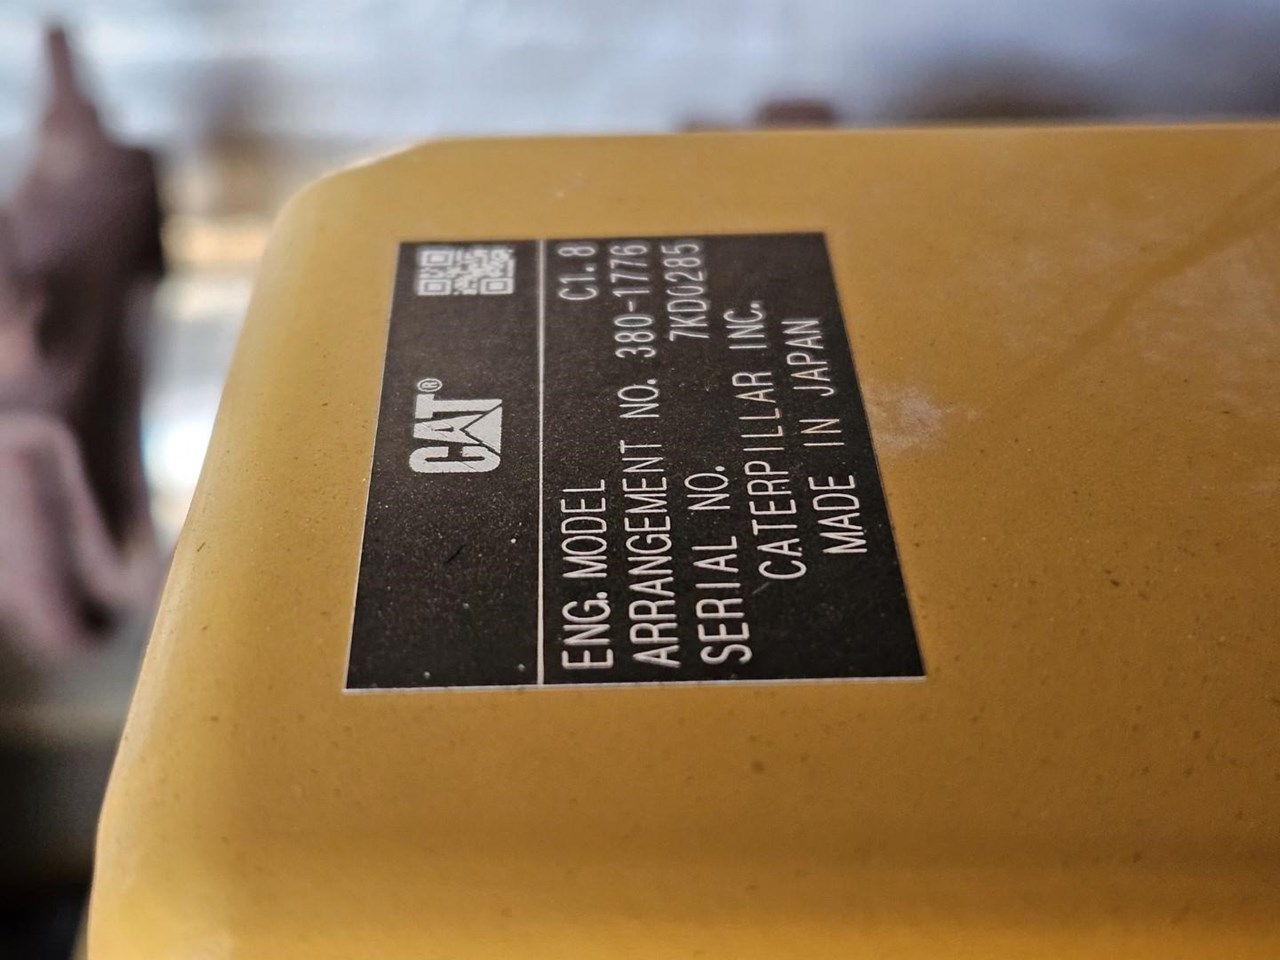 CAT®
ENG. MODEL C1.8
ARRANGEMENT NO. 380-1776
SERIAL NO. 7KD0285
CATERPILLAR INC.
MADE IN JAPAN